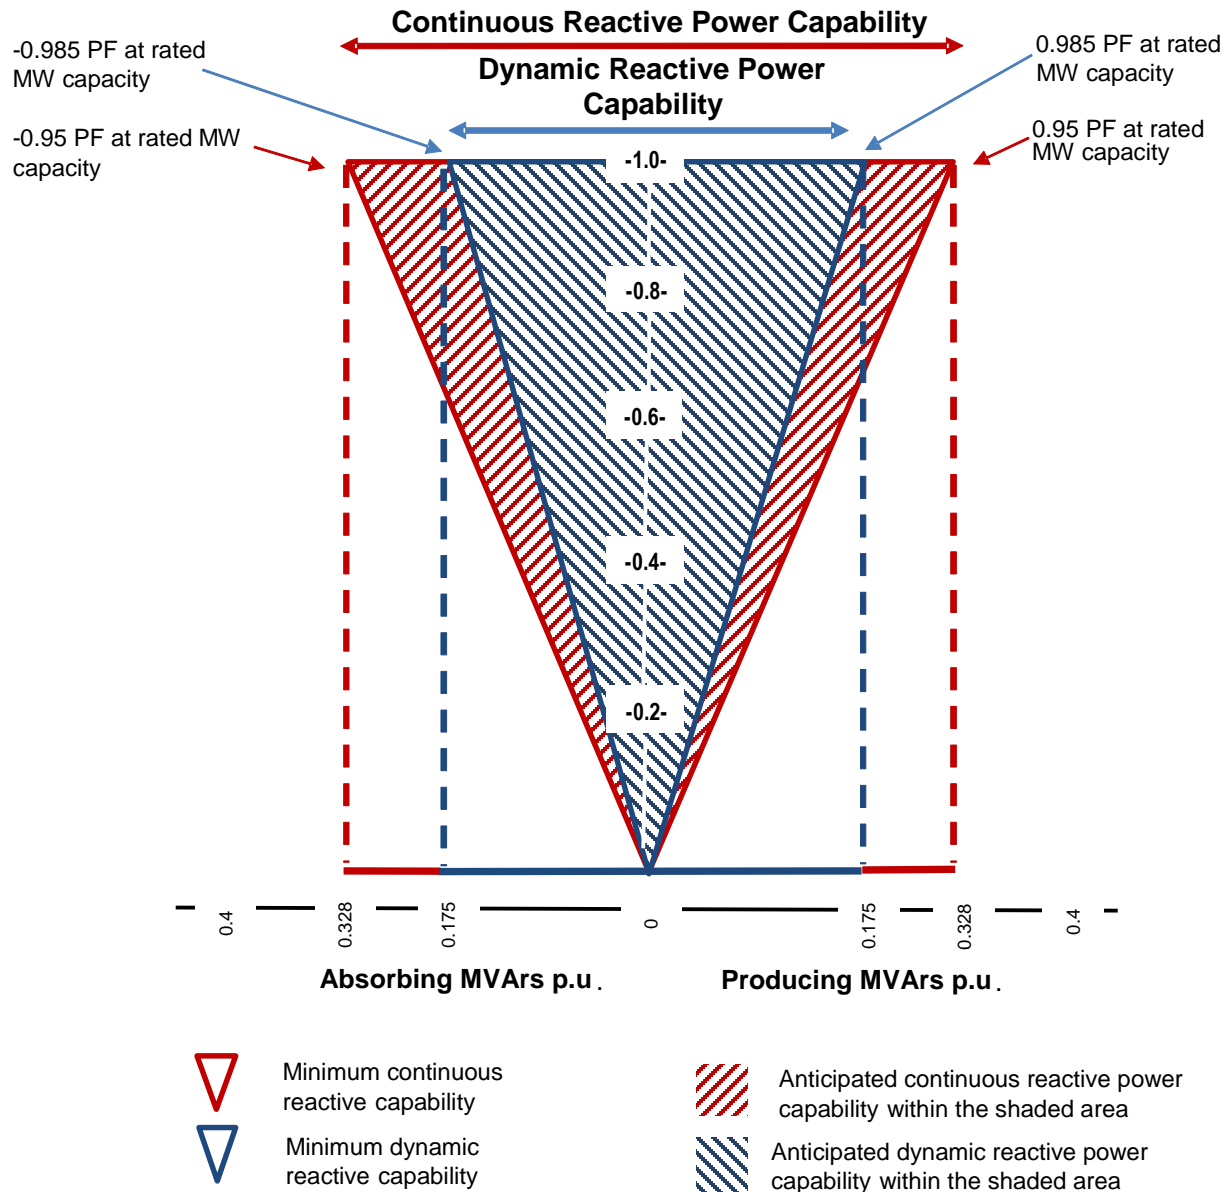 Continuous Reactive Power Capability
-0.985 PF at rated
MW capacity
0.985 PF at rated
MW capacity
Dynamic Reactive Power
Capability
-0.95 PF at rated MW
capacity
0.95 PF at rated
MW capacity
-1.0-
-0.8-
-0.6-
-0.4-
-0.2-
0.4
0.328
0.175
0
0.175
0.328
0.4
Absorbing MVArs p.u.
Producing MVArs p.u.
Minimum continuous
reactive capability
Anticipated continuous reactive power
capability within the shaded area
Minimum dynamic
reactive capability
Anticipated dynamic reactive power
capability within the shaded area